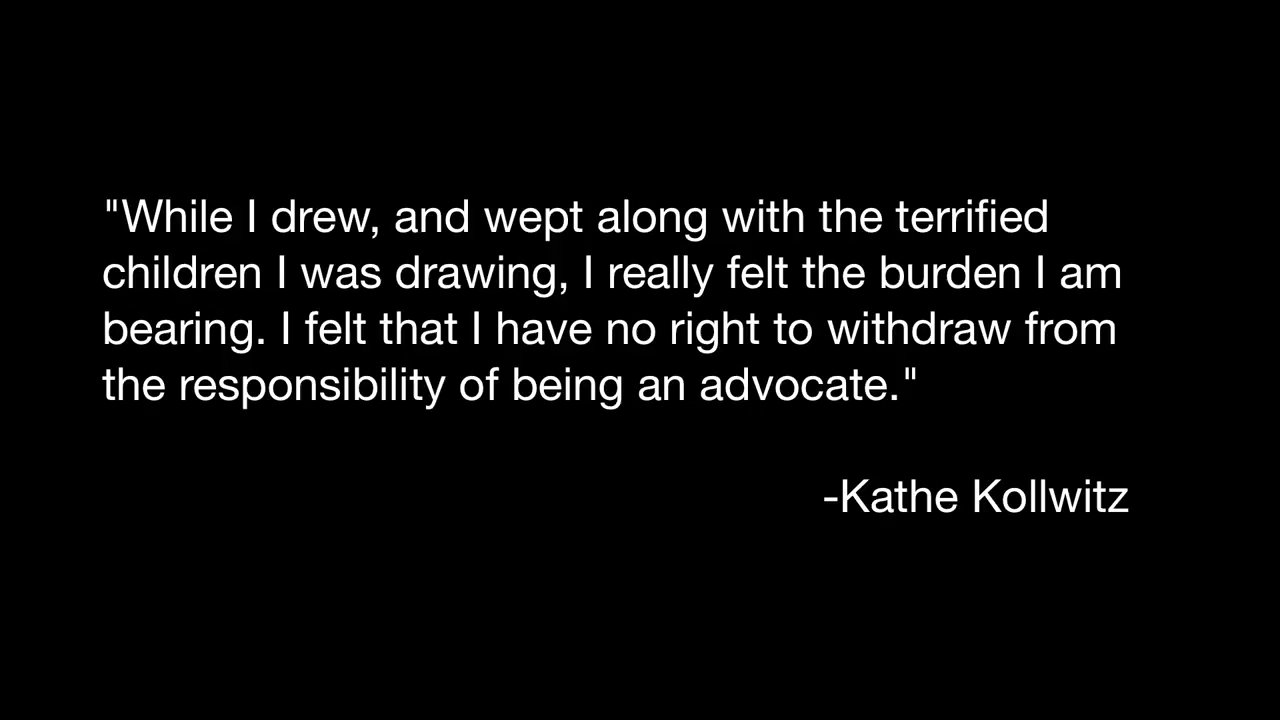 "While I drew, and wept along with the terrified
children I was drawing, I really felt the burden I am
bearing. I felt that I have no right to withdraw from
the responsibility of being an advocate."
-Kathe Kollwitz